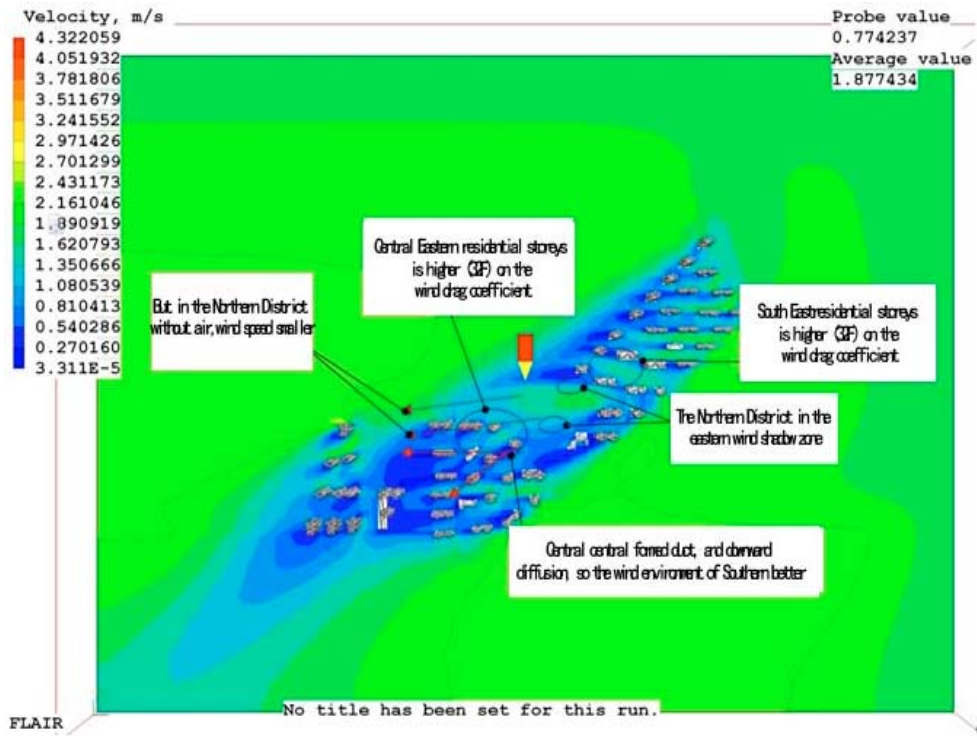 Velocity, m/s
4.322059
4.051932
3.781806
3.511679
3.241552
2.971426
2.701299
2.431173
2.161046
1.890919
1.620793
1.350666
1.080539
0.810413
0.540286
0.270160
3.311E-5
Probe value
0.774237
Average value
1.877434
Central Eastern residential storeys
is higher (32F) on the
wind drag coefficient.
But in the Northern District
without air, wind speed smaller
South Eastresidential storeys
is higher (32F) on the
wind drag coefficient.
The Northern District in the
eastern wind shadow zone
Central central formed duct, and downward
diffusion, so the wind environment of Southern better
No title has been set for this run.
FLAIR